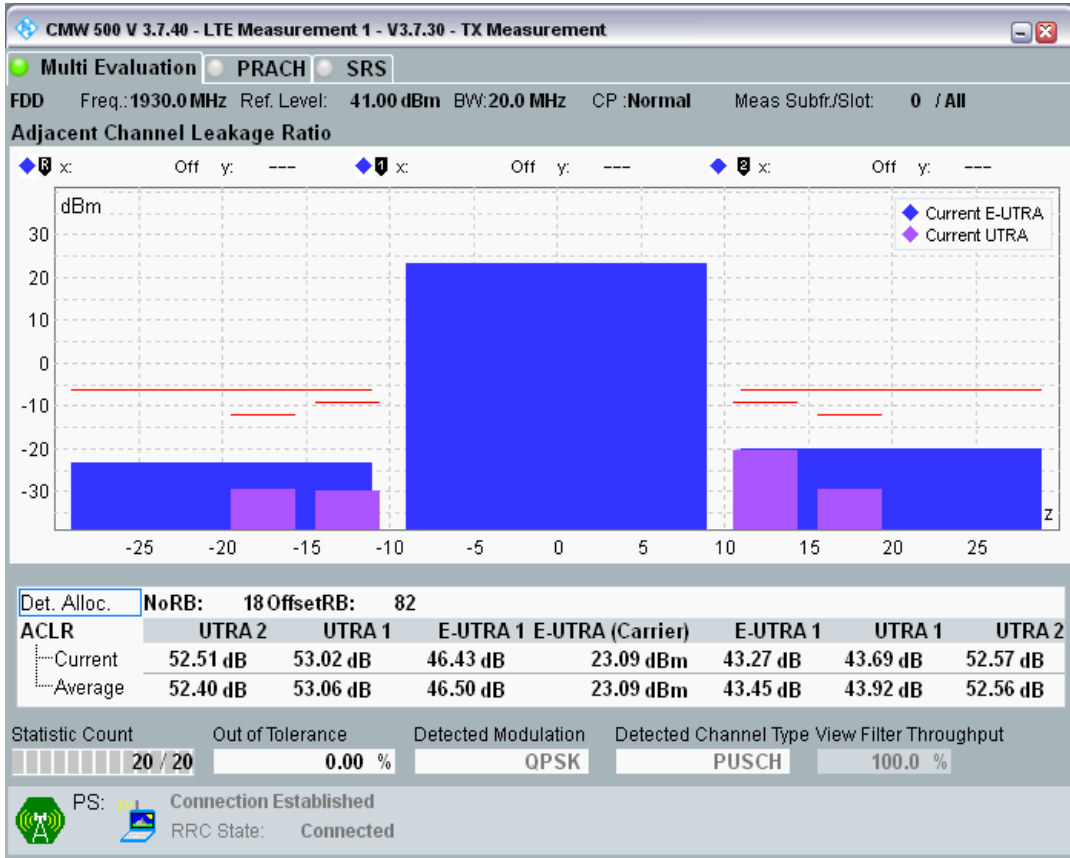 CMW 500 V 3.7.40 - LTE Measurement 1 - V3.7.30 - TX Measurement
Multi Evaluation PRACH SRS
FDD Freq.:1930.0 MHz Ref. Level: 41.00 dBm BW:20.0 MHz CP :Normal Meas Subfr./Slot: 0 / All
Adjacent Channel Leakage Ratio
R x: Off y: --- 1 x: Off y: --- 2 x: Off y: ---
dBm
Current E-UTRA
Current UTRA
30
20
10
0
-10
-20
-30
z
-25 -20 -15 -10 -5 0 5 10 15 20 25
Det. Alloc. NoRB: 18 OffsetRB: 82
ACLR UTRA 2 UTRA 1 E-UTRA 1 E-UTRA (Carrier) E-UTRA 1 UTRA 1 UTRA 2
Current 52.51 dB 53.02 dB 46.43 dB 23.09 dBm 43.27 dB 43.69 dB 52.57 dB
Average 52.40 dB 53.06 dB 46.50 dB 23.09 dBm 43.45 dB 43.92 dB 52.56 dB
Statistic Count Out of Tolerance Detected Modulation Detected Channel Type View Filter Throughput
20 / 20 0.00 % QPSK PUSCH 100.0 %
PS: Connection Established
RRC State: Connected